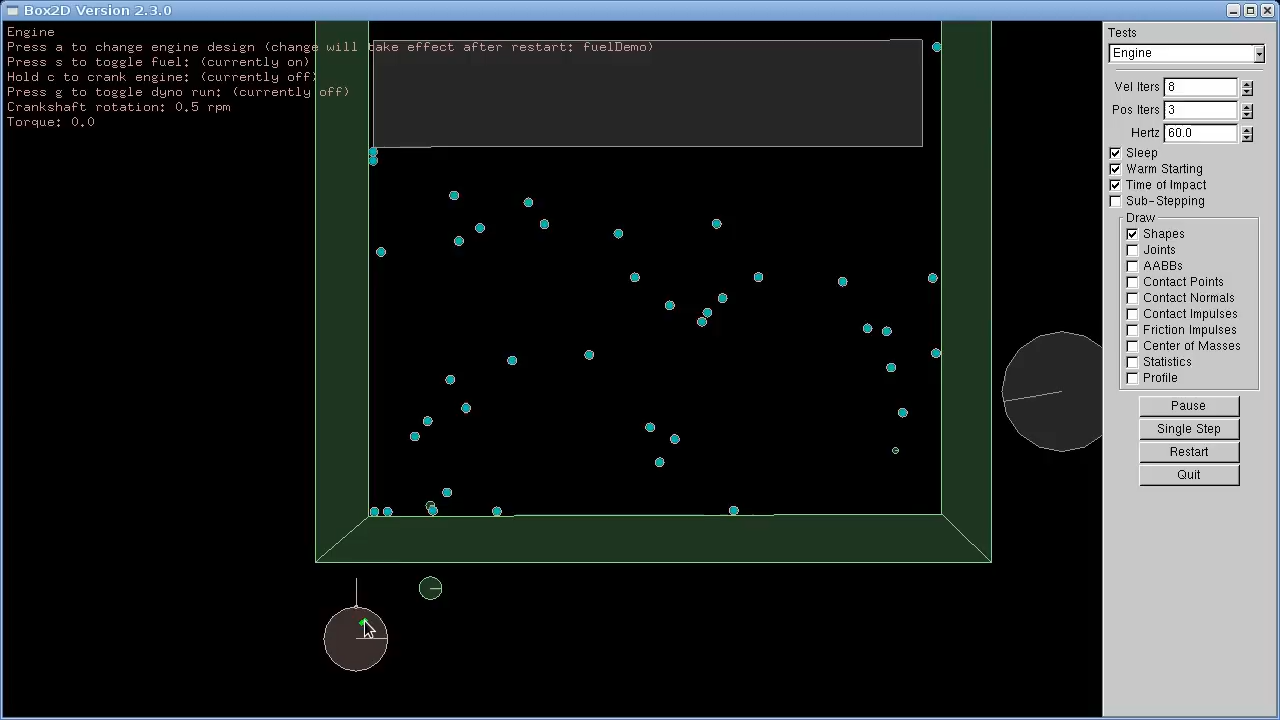 Box2D Version 2.3.0
Engine
Press a to change engine design (change will take effect after restart: fuelDemo)
Press s to toggle fuel: (currently on)
Hold c to crank engine: (currently off)
Press g to toggle dyno run: (currently off)
Crankshaft rotation: 0.5 rpm
Torque: 0.0
Tests
Engine
Vel Iters 8
Pos Iters 3
Hertz 60.0
Sleep
Warm Starting
Time of Impact
Sub-Stepping
Draw
Shapes
Joints
AABBs
Contact Points
Contact Normals
Contact Impulses
Friction Impulses
Center of Masses
Statistics
Profile
Pause
Single Step
Restart
Quit